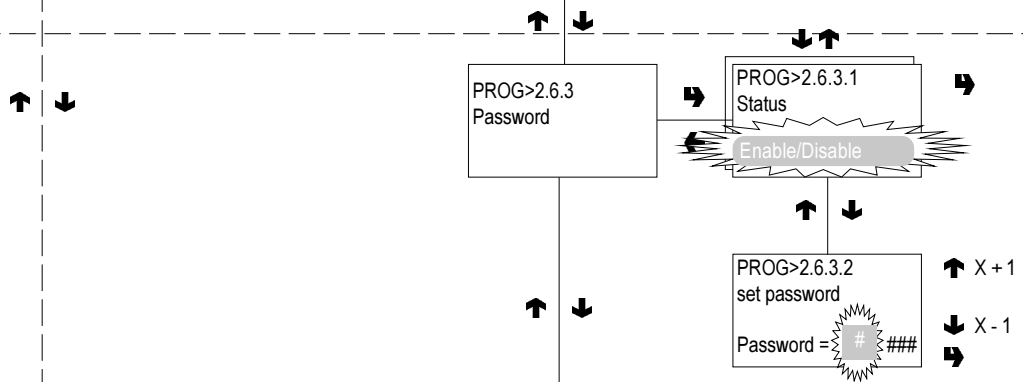 PROG>2.6.3
Password
PROG>2.6.3.1
Status
Enable/Disable
PROG>2.6.3.2
set password
Password = # ###
X + 1
X - 1